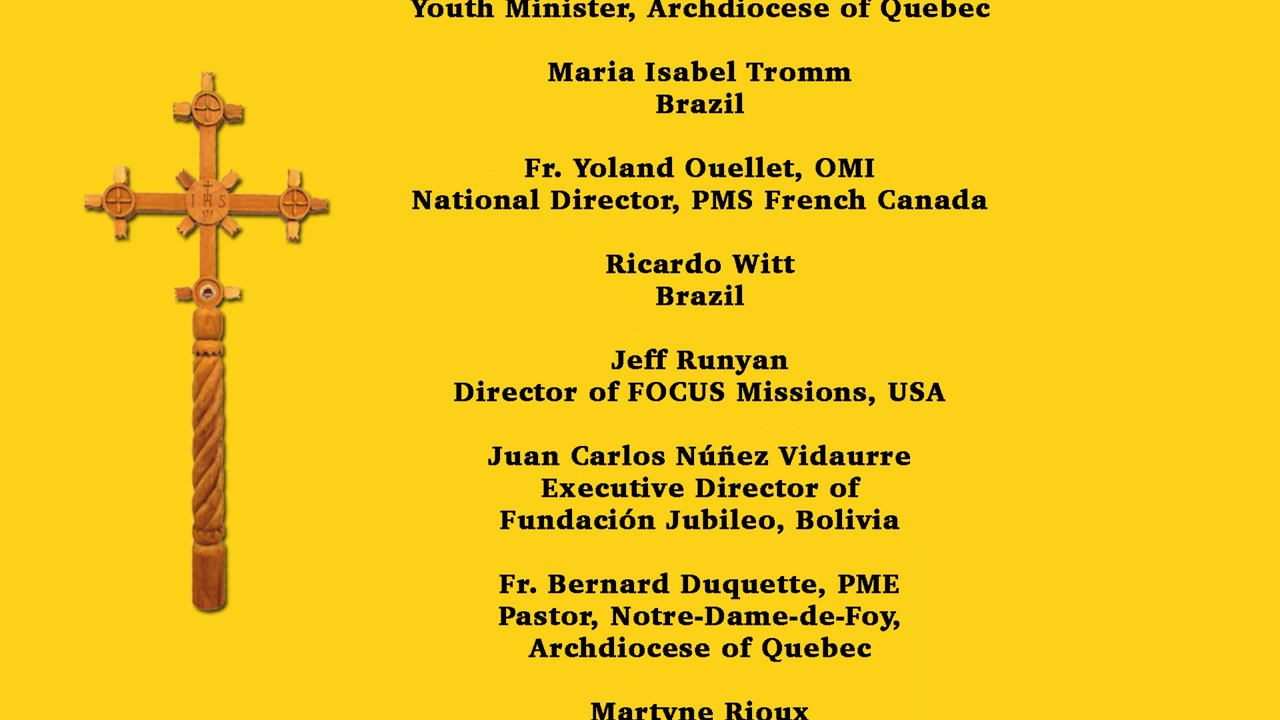 Youth Minister, Archdiocese of Quebec
Maria Isabel Tromm
Brazil
Fr. Yoland Ouellet, OMI
National Director, PMS French Canada
Ricardo Witt
Brazil
Jeff Runyan
Director of FOCUS Missions, USA
Juan Carlos Núñez Vidaurre
Executive Director of
Fundación Jubileo, Bolivia
Fr. Bernard Duquette, PME
Pastor, Notre-Dame-de-Foy,
Archdiocese of Quebec
Martyne Rioux
IHS